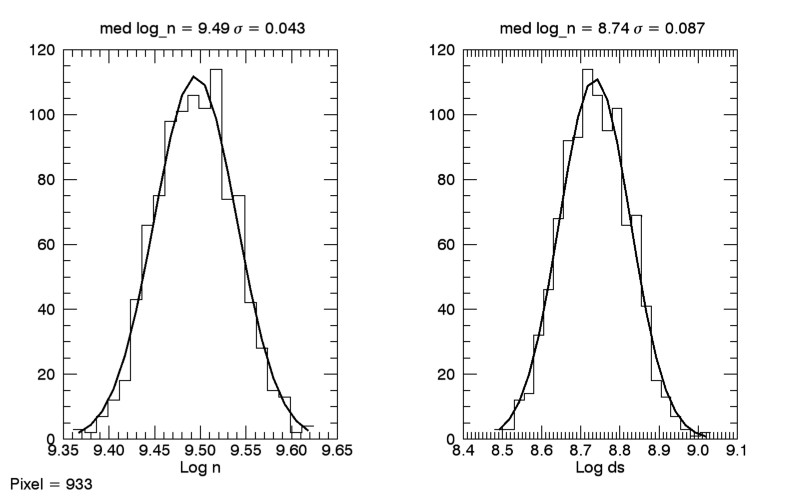 med log_n = 9.49 σ = 0.043
120
100
80
60
40
20
0
9.35 9.40 9.45 9.50 9.55 9.60 9.65
Log n
med log_n = 8.74 σ = 0.087
120
100
80
60
40
20
0
8.4 8.5 8.6 8.7 8.8 8.9 9.0 9.1
Log ds
Pixel = 933